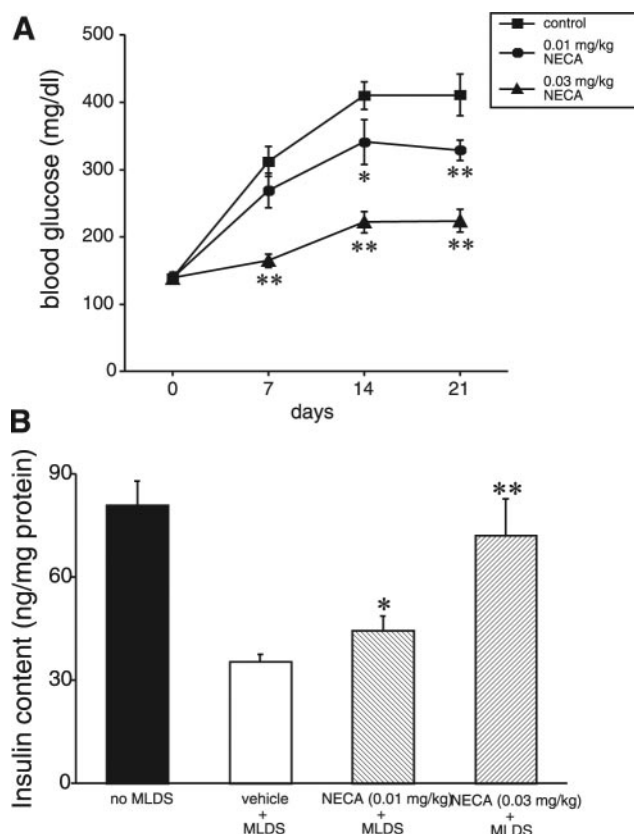 A
control
0.01 mg/kg
NECA
0.03 mg/kg
NECA
500
400
300
200
100
0
blood glucose (mg/dl)
*
**
**
**
**
0
7
14
21
days
B
90
60
30
0
Insulin content (ng/mg protein)
*
**
no MLDS
vehicle
+
MLDS
NECA (0.01 mg/kg)
+
MLDS
NECA (0.03 mg/kg)
+
MLDS